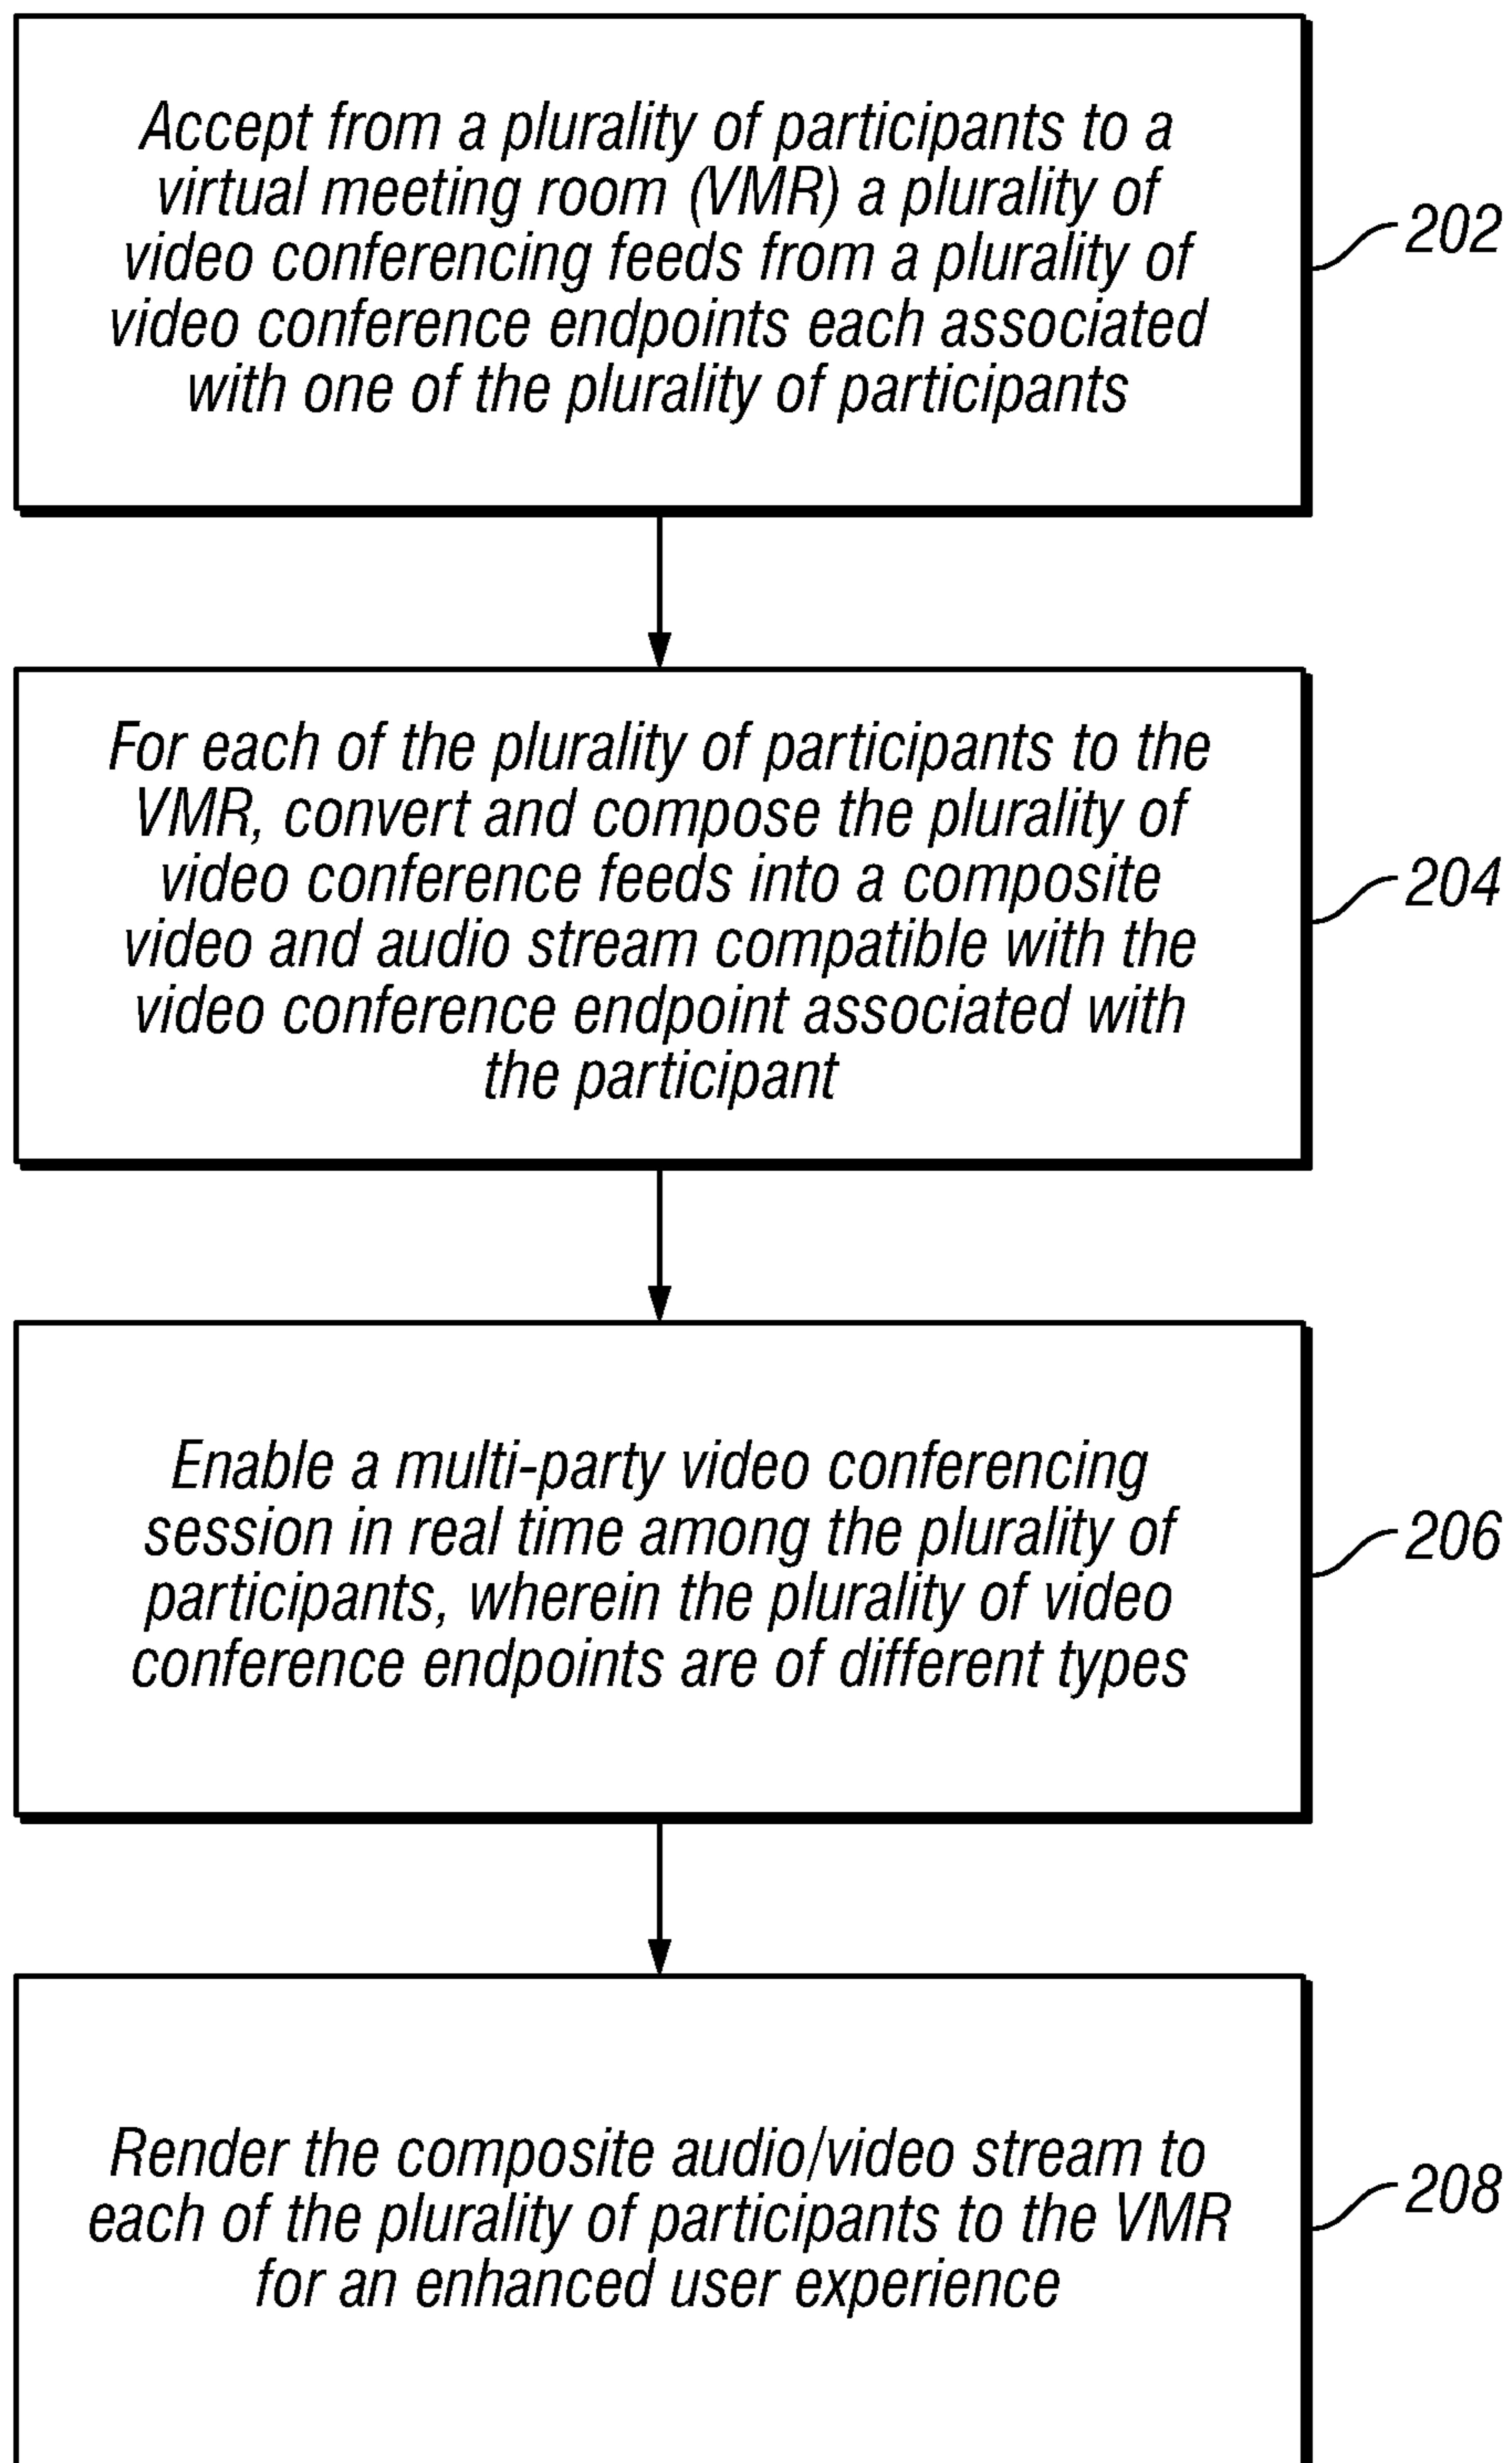 Accept from a plurality of participants to a
virtual meeting room (VMR) a plurality of
video conferencing feeds from a plurality of
video conference endpoints each associated
with one of the plurality of participants
202
For each of the plurality of participants to the
VMR, convert and compose the plurality of
video conference feeds into a composite
video and audio stream compatible with the
video conference endpoint associated with
the participant
204
Enable a multi-party video conferencing
session in real time among the plurality of
participants, wherein the plurality of video
conference endpoints are of different types
206
Render the composite audio/video stream to
each of the plurality of participants to the VMR
for an enhanced user experience
208